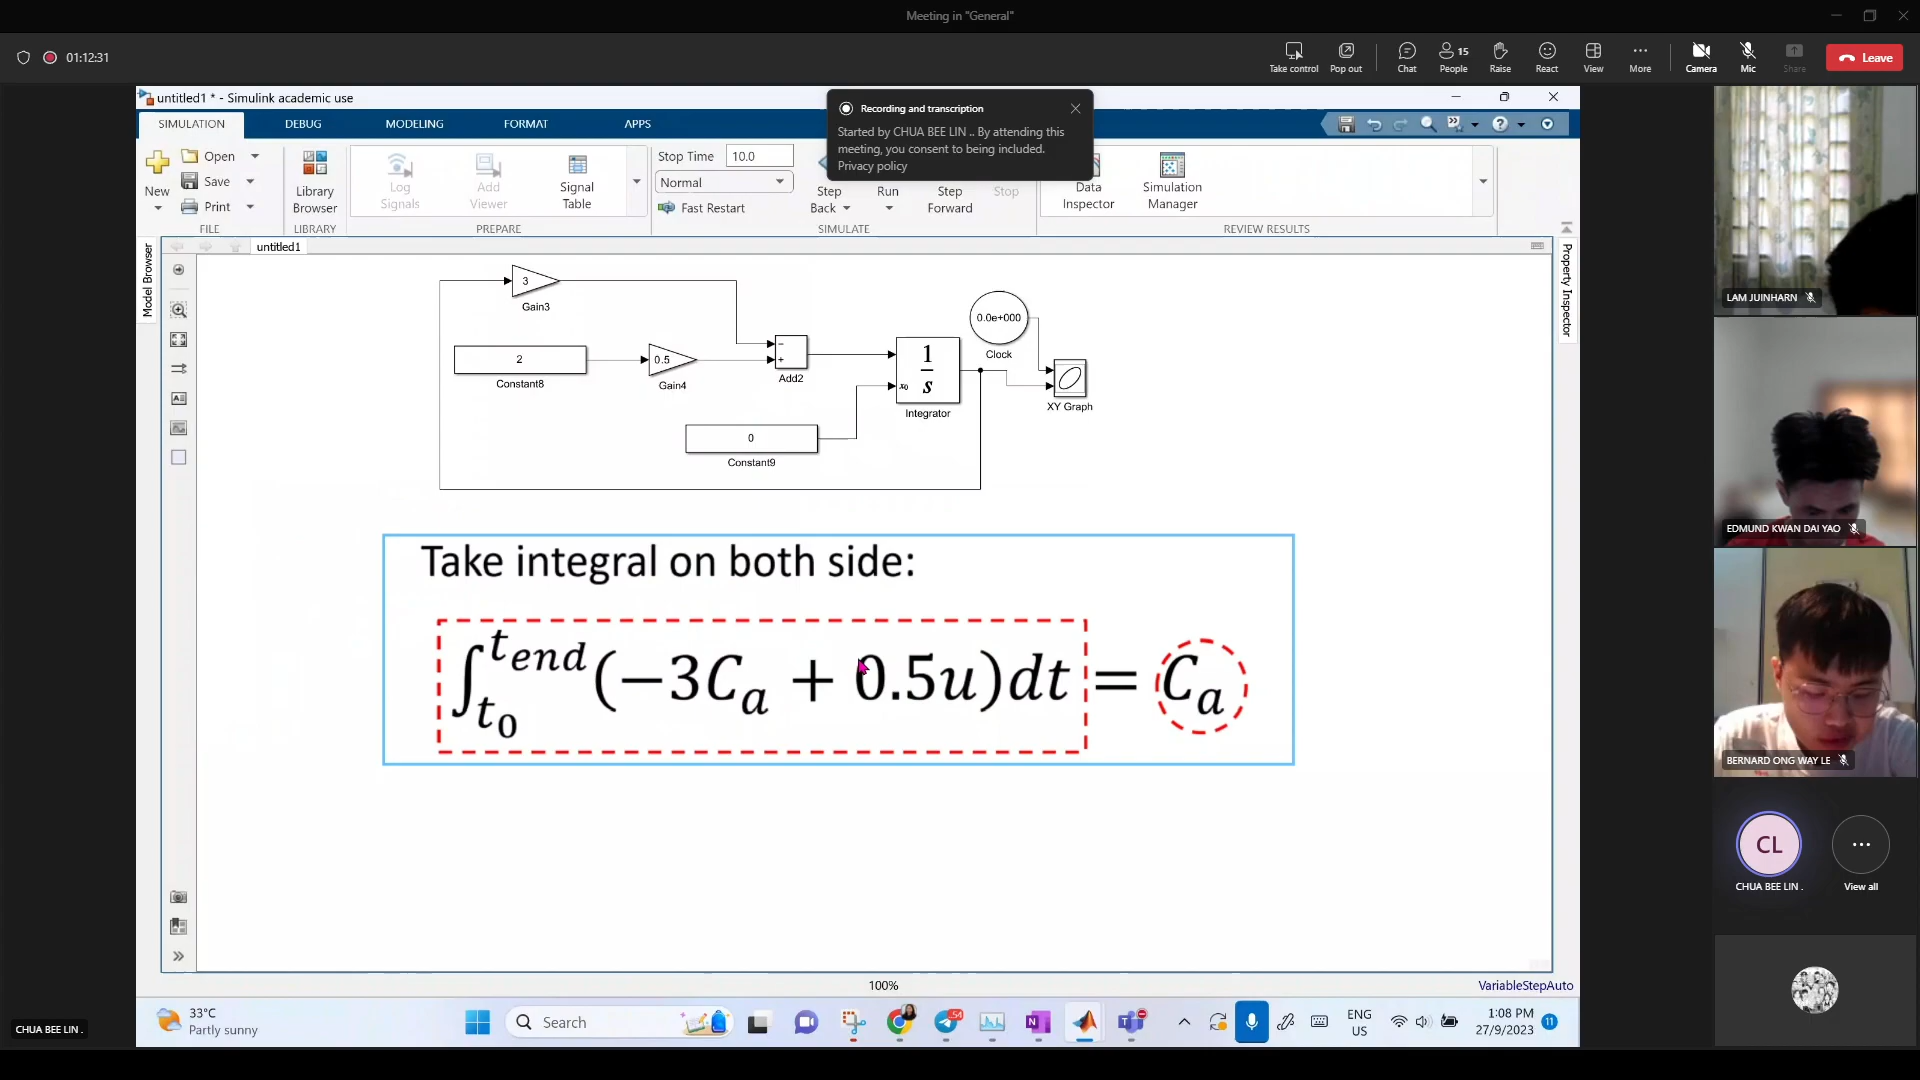 Meeting in "General"
01:12:31
Take control
Pop out
Chat
15
People
Raise
React
View
More
Camera
Mic
Share
Leave
untitled1 * - Simulink academic use
SIMULATION DEBUG MODELING FORMAT APPS
Recording and transcription
Started by CHUA BEE LIN .. By attending this
meeting, you consent to being included.
Privacy policy
New
Open
Save
Print
FILE
Library
Browser
LIBRARY
Log
Signals
Add
Viewer
Signal
Table
PREPARE
Stop Time 10.0
Normal
Fast Restart
Step
Back
Run
Step
Forward
Stop
SIMULATE
Data
Inspector
Simulation
Manager
REVIEW RESULTS
Model Browser
untitled1
Property Inspector
3
Gain3
2
Constant8
0.5
Gain4
−
+
Add2
0
Constant9
1
s
x₀
Integrator
0.0e+000
Clock
XY Graph
Take integral on both side:
∫_{t_0}^{t_{end}} (−3C_a + 0.5u)dt = C_a
100%
VariableStepAuto
LAM JUINHARN
EDMUND KWAN DAI YAO
BERNARD ONG WAY LE
CL
CHUA BEE LIN .
View all
CHUA BEE LIN .
33°C
Partly sunny
Search
54
ENG
US
1:08 PM
27/9/2023
11